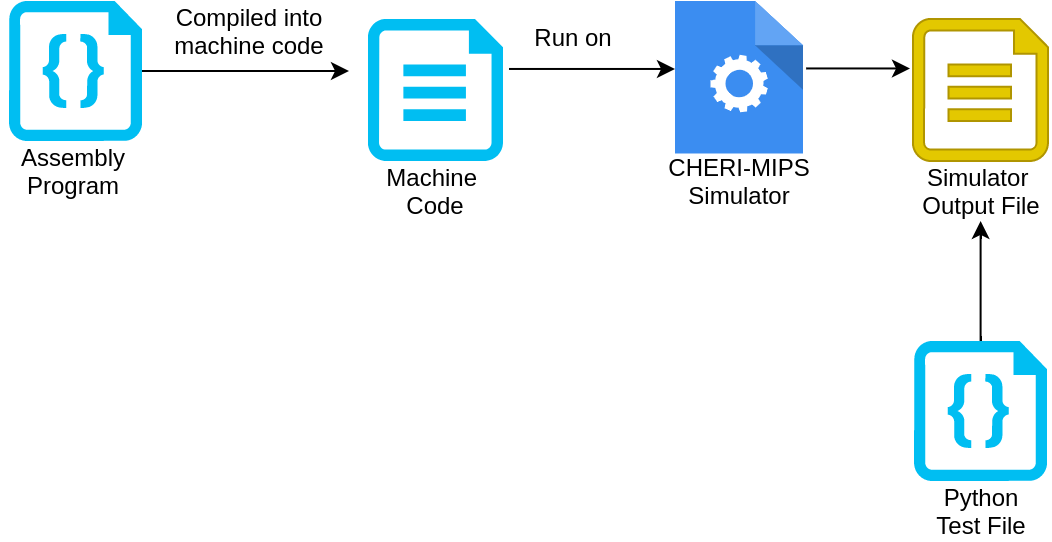 Compiled into
machine code
Run on
{}
Assembly
Program
Machine
Code
CHERI-MIPS
Simulator
Simulator
Output File
{}
Python
Test File